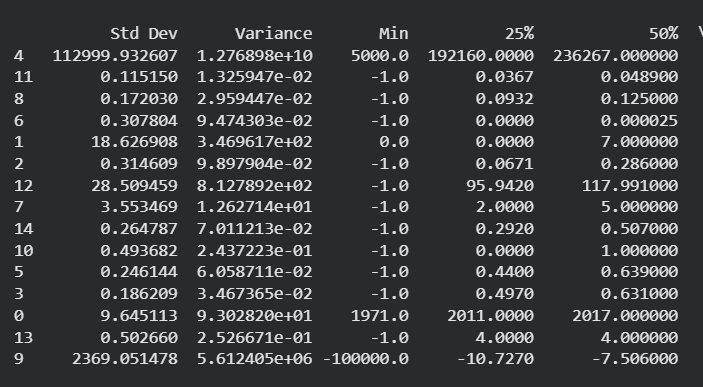 Std Dev Variance Min 25% 50% \
4 112999.932607 1.276898e+10 5000.0 192160.0000 236267.000000
11 0.115150 1.325947e-02 -1.0 0.0367 0.048900
8 0.172030 2.959447e-02 -1.0 0.0932 0.125000
6 0.307804 9.474303e-02 -1.0 0.0000 0.000025
1 18.626908 3.469617e+02 0.0 0.0000 7.000000
2 0.314609 9.897904e-02 -1.0 0.0671 0.286000
12 28.509459 8.127892e+02 -1.0 95.9420 117.991000
7 3.553469 1.262714e+01 -1.0 2.0000 5.000000
14 0.264787 7.011213e-02 -1.0 0.2920 0.507000
10 0.493682 2.437223e-01 -1.0 0.0000 1.000000
5 0.246144 6.058711e-02 -1.0 0.4400 0.639000
3 0.186209 3.467365e-02 -1.0 0.4970 0.631000
0 9.645113 9.302820e+01 1971.0 2011.0000 2017.000000
13 0.502660 2.526671e-01 -1.0 4.0000 4.000000
9 2369.051478 5.612405e+06 -100000.0 -10.7270 -7.506000